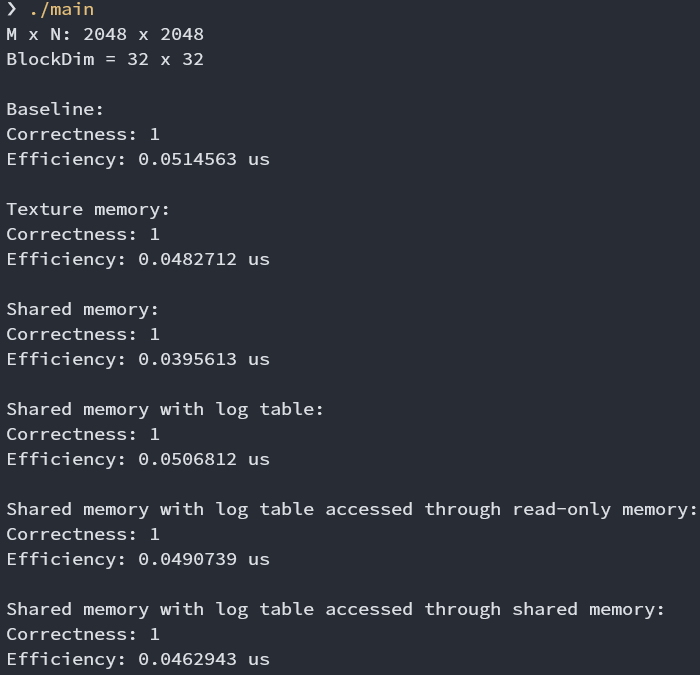 ❯ ./main
M x N: 2048 x 2048
BlockDim = 32 x 32
Baseline:
Correctness: 1
Efficiency: 0.0514563 us
Texture memory:
Correctness: 1
Efficiency: 0.0482712 us
Shared memory:
Correctness: 1
Efficiency: 0.0395613 us
Shared memory with log table:
Correctness: 1
Efficiency: 0.0506812 us
Shared memory with log table accessed through read-only memory:
Correctness: 1
Efficiency: 0.0490739 us
Shared memory with log table accessed through shared memory:
Correctness: 1
Efficiency: 0.0462943 us